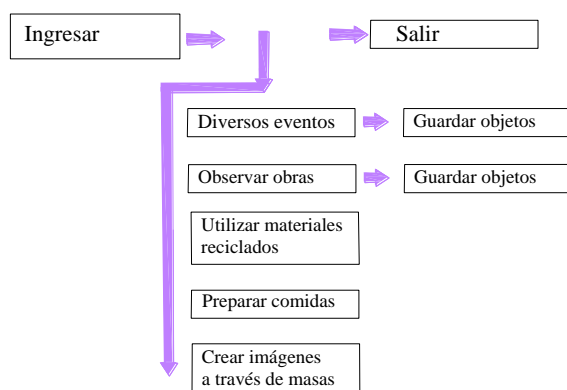 Ingresar
Salir
Diversos eventos
Guardar objetos
Observar obras
Guardar objetos
Utilizar materiales
reciclados
Preparar comidas
Crear imágenes
a través de masas